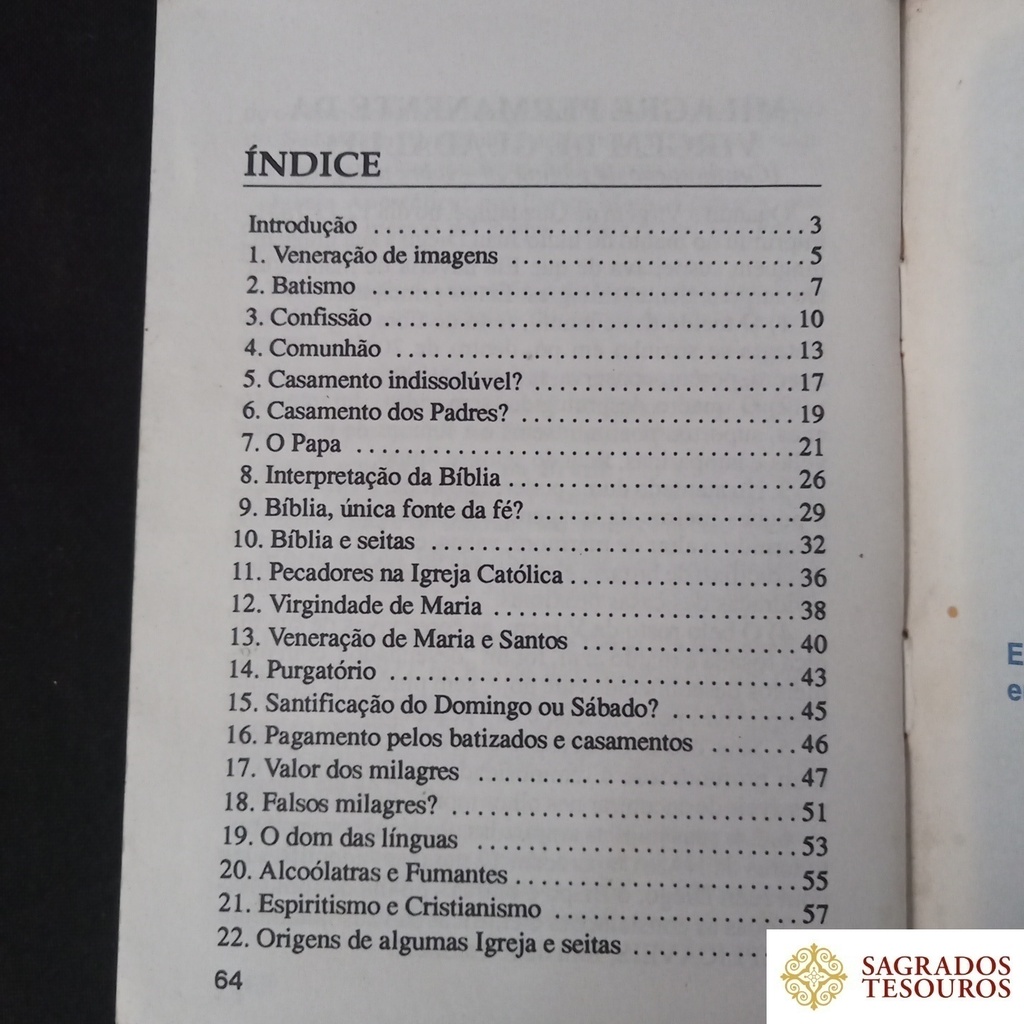 ÍNDICE
Introdução ........................................ 3
1. Veneração de imagens ........................... 5
2. Batismo ........................................ 7
3. Confissão ...................................... 10
4. Comunhão ....................................... 13
5. Casamento indissolúvel? ........................ 17
6. Casamento dos Padres? .......................... 19
7. O Papa ......................................... 21
8. Interpretação da Bíblia ........................ 26
9. Bíblia, única fonte da fé? ..................... 29
10. Bíblia e seitas ............................... 32
11. Pecadores na Igreja Católica .................. 36
12. Virgindade de Maria ........................... 38
13. Veneração de Maria e Santos ................... 40
14. Purgatório .................................... 43
15. Santificação do Domingo ou Sábado? ............ 45
16. Pagamento pelos batizados e casamentos ....... 46
17. Valor dos milagres ............................ 47
18. Falsos milagres? .............................. 51
19. O dom das línguas ............................. 53
20. Alcoólatras e Fumantes ........................ 55
21. Espiritismo e Cristianismo .................... 57
22. Origens de algumas Igreja e seitas ..........
64
SAGRADOS
TESOUROS